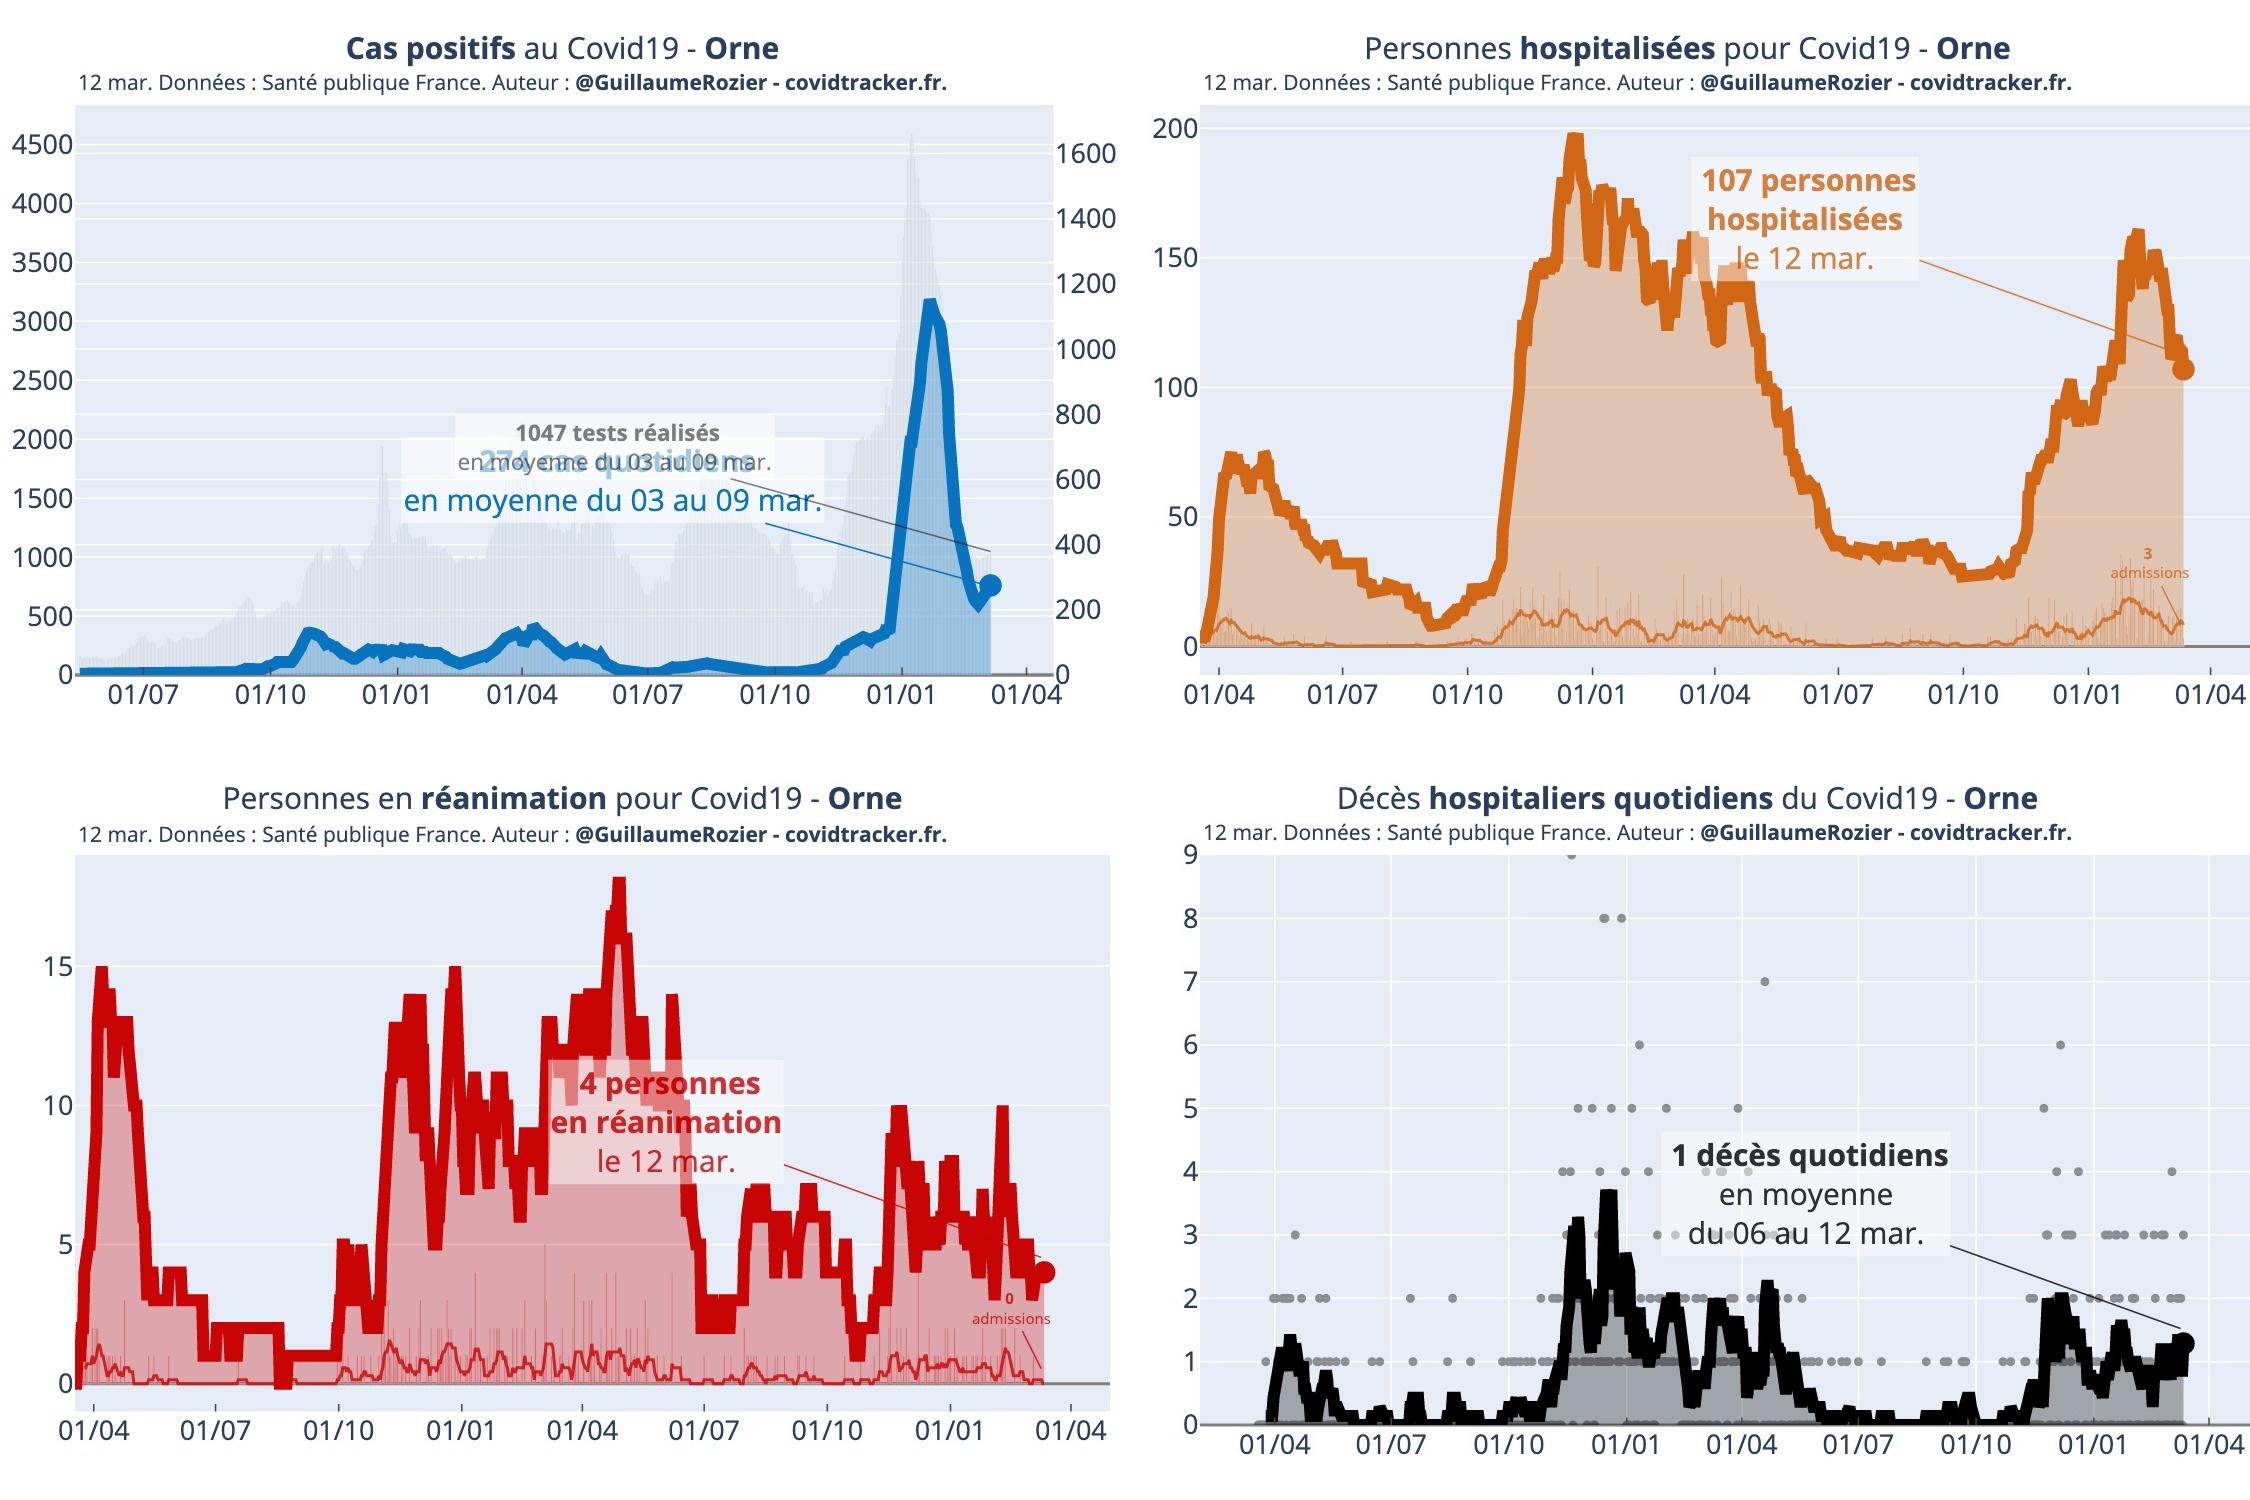 Cas positifs au Covid19 - Orne
12 mar. Données : Santé publique France. Auteur : @GuillaumeRozier - covidtracker.fr.
4500
4000
3500
3000
2500
2000
1500
1000
500
0
1600
1400
1200
1000
800
600
400
200
0
1047 tests réalisés
en moyenne du 03 au 09 mar.
274 cas quotidiens
en moyenne du 03 au 09 mar.
01/07 01/10 01/01 01/04 01/07 01/10 01/01 01/04
Personnes hospitalisées pour Covid19 - Orne
12 mar. Données : Santé publique France. Auteur : @GuillaumeRozier - covidtracker.fr.
200
150
100
50
0
107 personnes
hospitalisées
le 12 mar.
3
admissions
01/04 01/07 01/10 01/01 01/04 01/07 01/10 01/01 01/04
Personnes en réanimation pour Covid19 - Orne
12 mar. Données : Santé publique France. Auteur : @GuillaumeRozier - covidtracker.fr.
15
10
5
0
4 personnes
en réanimation
le 12 mar.
0
admissions
01/04 01/07 01/10 01/01 01/04 01/07 01/10 01/01 01/04
Décès hospitaliers quotidiens du Covid19 - Orne
12 mar. Données : Santé publique France. Auteur : @GuillaumeRozier - covidtracker.fr.
9
8
7
6
5
4
3
2
1
0
1 décès quotidiens
en moyenne
du 06 au 12 mar.
01/04 01/07 01/10 01/01 01/04 01/07 01/10 01/01 01/04